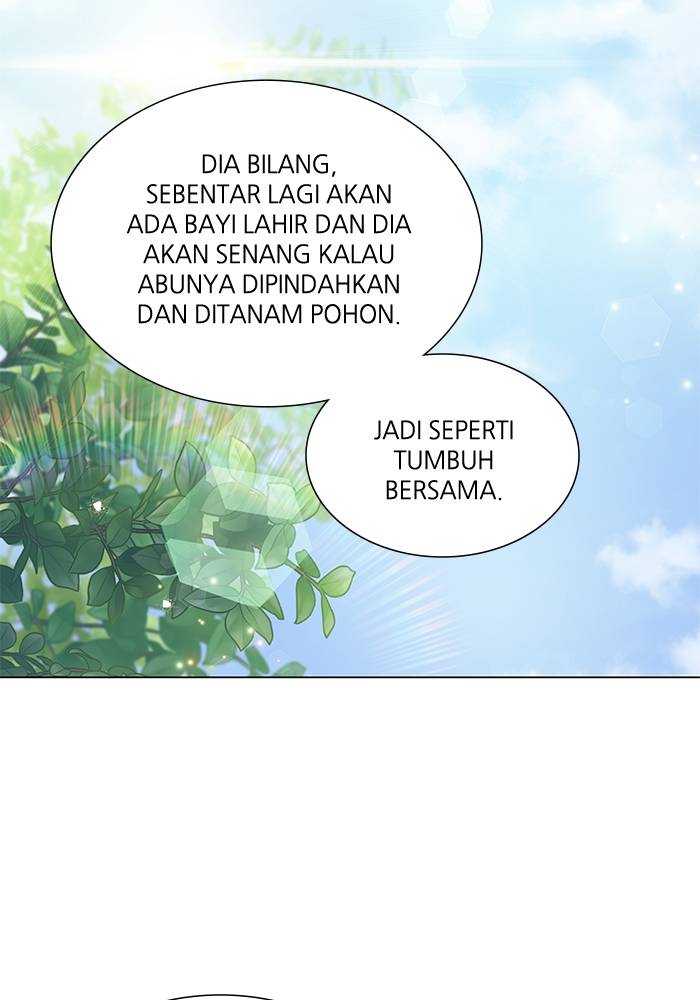 DIA BILANG,
SEBENTAR LAGI AKAN
ADA BAYI LAHIR DAN DIA
AKAN SENANG KALAU
ABUNYA DIPINDAHKAN
DAN DITANAM POHON.
JADI SEPERTI
TUMBUH
BERSAMA.